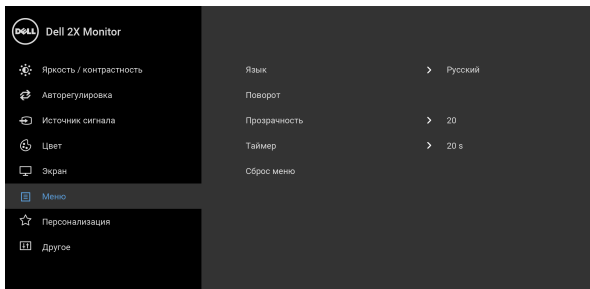 DELL Dell 2X Monitor
Яркость / контрастность
Язык Русский
Авторегулировка
Поворот
Источник сигнала
Прозрачность 20
Цвет
Таймер 20 s
Экран
Сброс меню
Меню
Персонализация
Другое